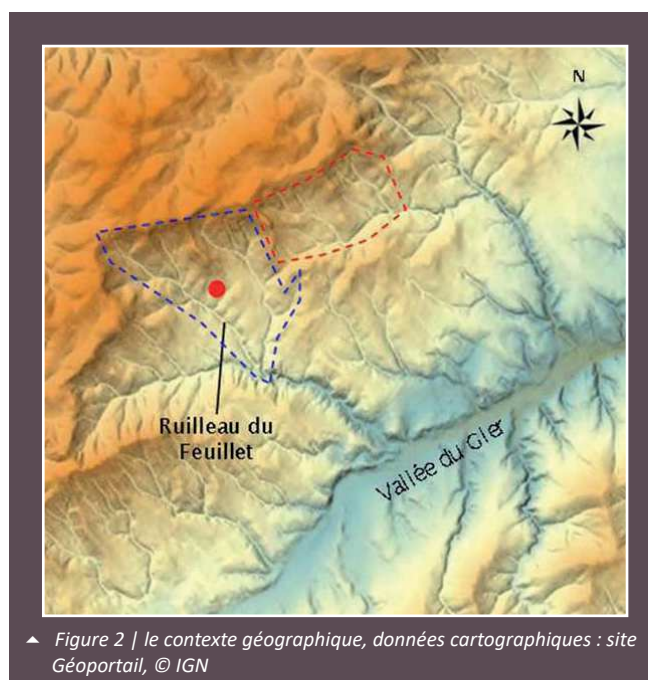 N
Ruilleau du
Feuillet
Vallée du Gier
Figure 2 | le contexte géographique, données cartographiques : site
Géoportail, © IGN